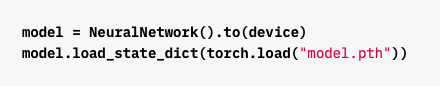 model = NeuralNetwork().to(device)
model.load_state_dict(torch.load("model.pth"))